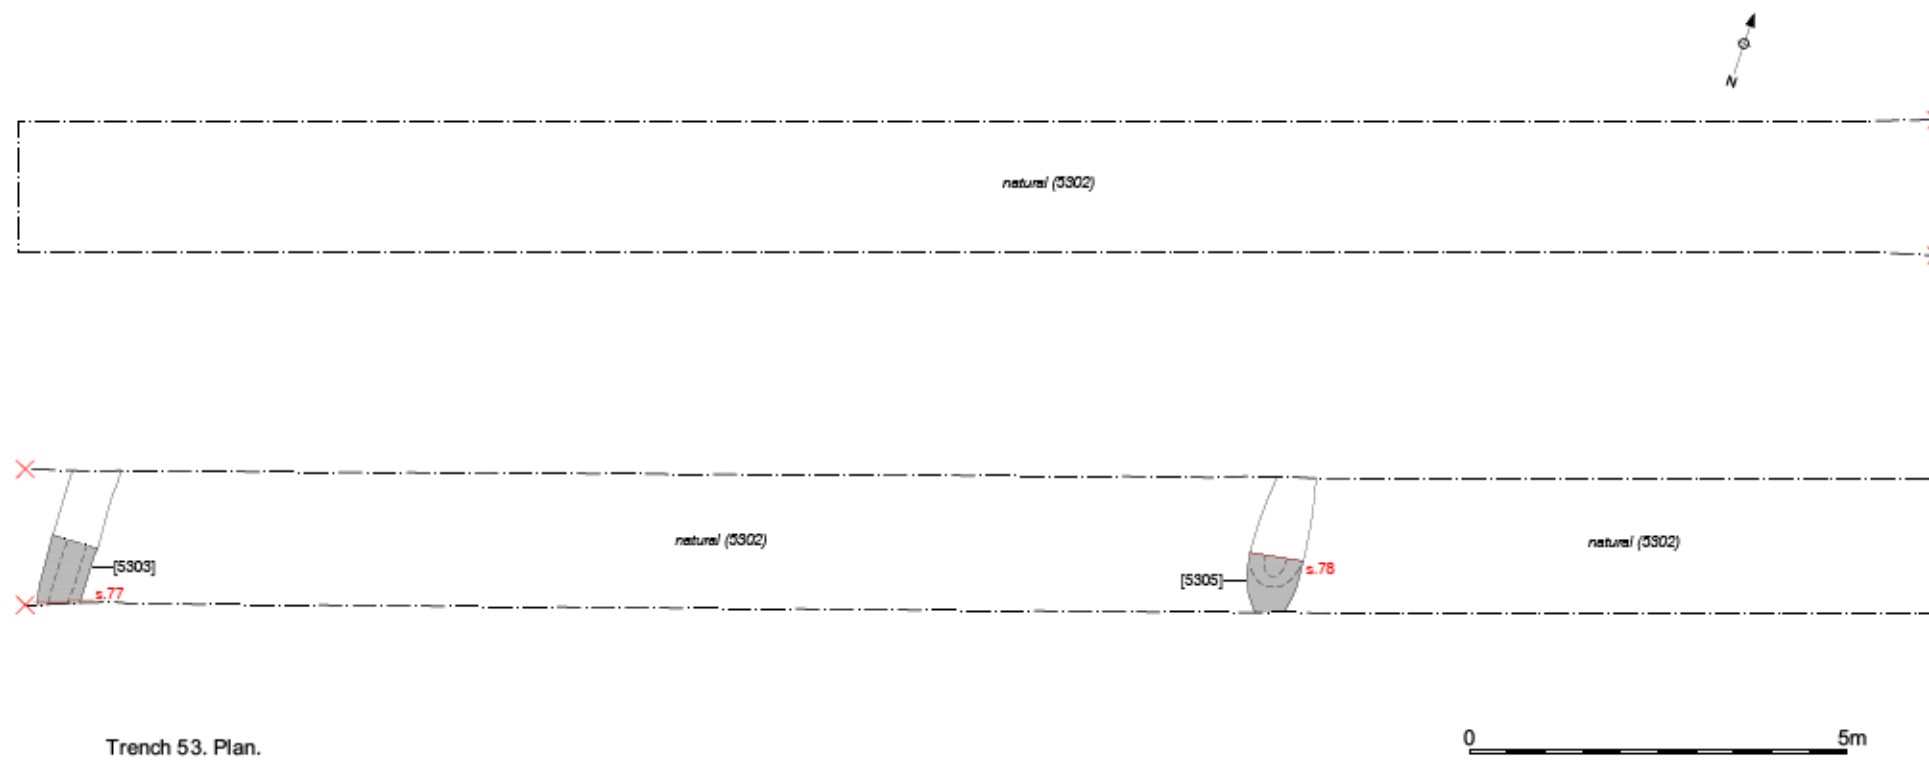 N
natural (5302)
natural (5302)
natural (5302)
[5303]
s.77
[5305]
s.78
Trench 53. Plan.
0 5m